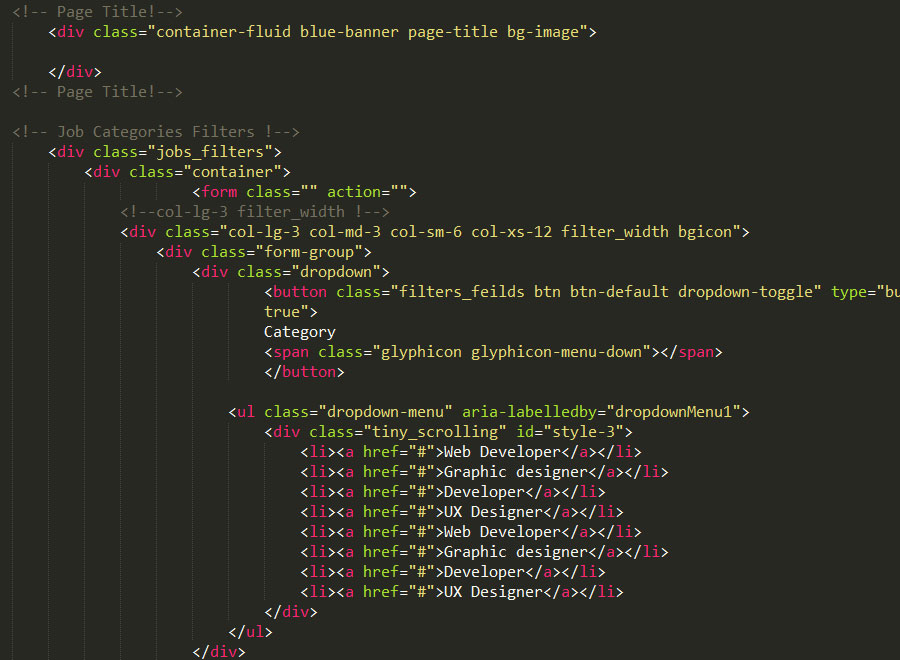 <!-- Page Title!-->
<div class="container-fluid blue-banner page-title bg-image">
</div>
<!-- Page Title!-->
<!-- Job Categories Filters !-->
<div class="jobs_filters">
<div class="container">
<form class="" action="">
<!--col-lg-3 filter_width !-->
<div class="col-lg-3 col-md-3 col-sm-6 col-xs-12 filter_width bgicon">
<div class="form-group">
<div class="dropdown">
<button class="filters_feilds btn btn-default dropdown-toggle" type="bu
true">
Category
<span class="glyphicon glyphicon-menu-down"></span>
</button>
<ul class="dropdown-menu" aria-labelledby="dropdownMenu1">
<div class="tiny_scrolling" id="style-3">
<li><a href="#">Web Developer</a></li>
<li><a href="#">Graphic designer</a></li>
<li><a href="#">Developer</a></li>
<li><a href="#">UX Designer</a></li>
<li><a href="#">Web Developer</a></li>
<li><a href="#">Graphic designer</a></li>
<li><a href="#">Developer</a></li>
<li><a href="#">UX Designer</a></li>
</div>
</ul>
</div>